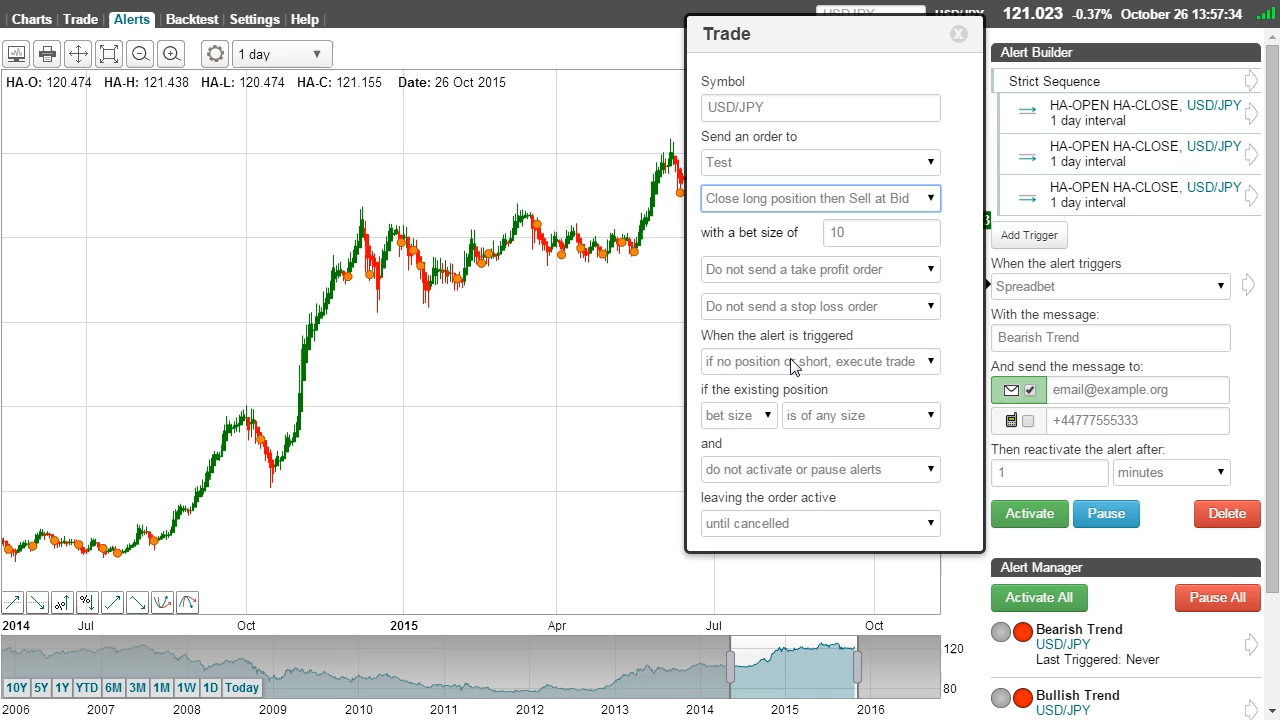 Charts Trade Alerts Backtest Settings Help
USDJPY USD/JPY 121.023 -0.37% October 26 13:57:34
1 day
HA-O: 120.474 HA-H: 121.438 HA-L: 120.474 HA-C: 121.155 Date: 26 Oct 2015
Trade
Symbol
USD/JPY
Send an order to
Test
Close long position then Sell at Bid
with a bet size of 10
Do not send a take profit order
Do not send a stop loss order
When the alert is triggered
if no position or short, execute trade
if the existing position
bet size is of any size
and
do not activate or pause alerts
leaving the order active
until cancelled
Alert Builder
Strict Sequence
HA-OPEN HA-CLOSE, USD/JPY
1 day interval
HA-OPEN HA-CLOSE, USD/JPY
1 day interval
HA-OPEN HA-CLOSE, USD/JPY
1 day interval
3
Add Trigger
When the alert triggers
Spreadbet
With the message:
Bearish Trend
And send the message to:
email@example.org
+44777555333
Then reactivate the alert after:
1 minutes
Activate Pause Delete
Alert Manager
Activate All Pause All
Bearish Trend
USD/JPY
Last Triggered: Never
Bullish Trend
USD/JPY
2014 Jul Oct 2015 Apr Jul Oct
120
80
10Y 5Y 1Y YTD 6M 3M 1M 1W 1D Today
2006 2007 2008 2009 2010 2011 2012 2013 2014 2015 2016